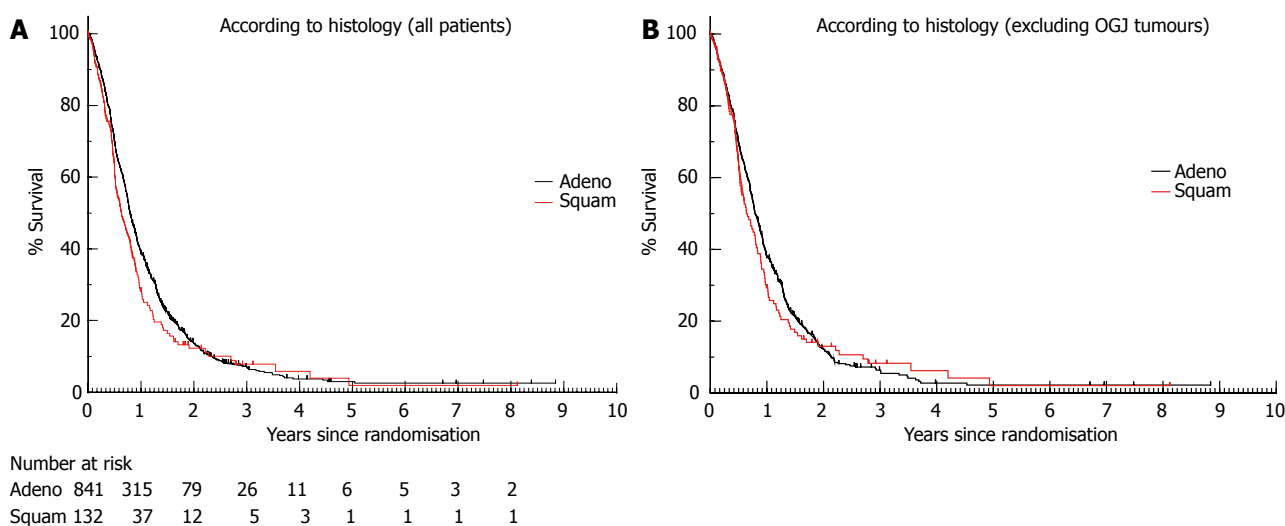 A According to histology (all patients)
100
80
60
40
20
0
% Survival
Adeno
Squam
0 1 2 3 4 5 6 7 8 9 10
Years since randomisation
Number at risk
Adeno 841 315 79 26 11 6 5 3 2
Squam 132 37 12 5 3 1 1 1 1
B According to histology (excluding OGJ tumours)
100
80
60
40
20
0
% Survival
Adeno
Squam
0 1 2 3 4 5 6 7 8 9 10
Years since randomisation